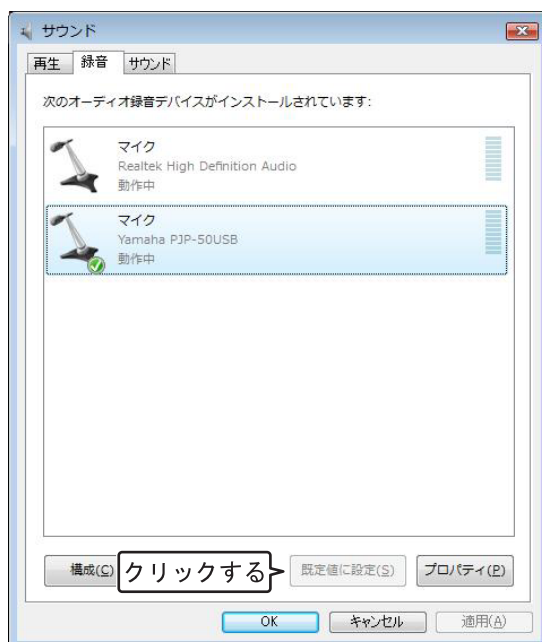 サウンド
再生 録音 サウンド
次のオーディオ録音デバイスがインストールされています:
マイク
Realtek High Definition Audio
動作中
マイク
Yamaha PJP-50USB
動作中
構成(C) クリックする 既定値に設定(S) プロパティ(P)
OK キャンセル 適用(A)